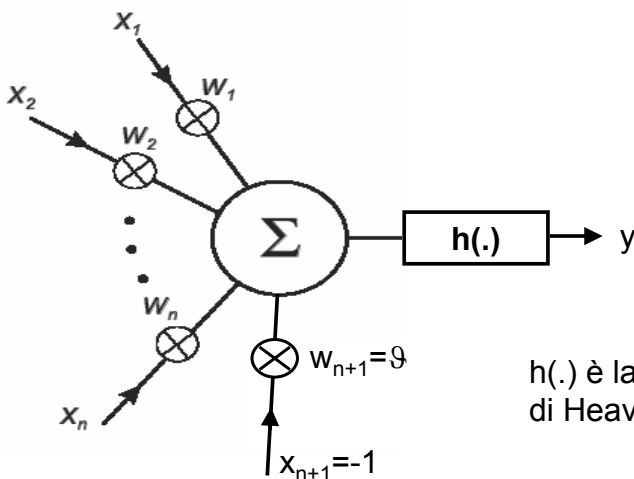 x₁
x₂
w₁
w₂
Σ
h(.)
y
wₙ
wₙ₊₁=ϑ
h(.) è la
di Heav
xₙ
xₙ₊₁=-1